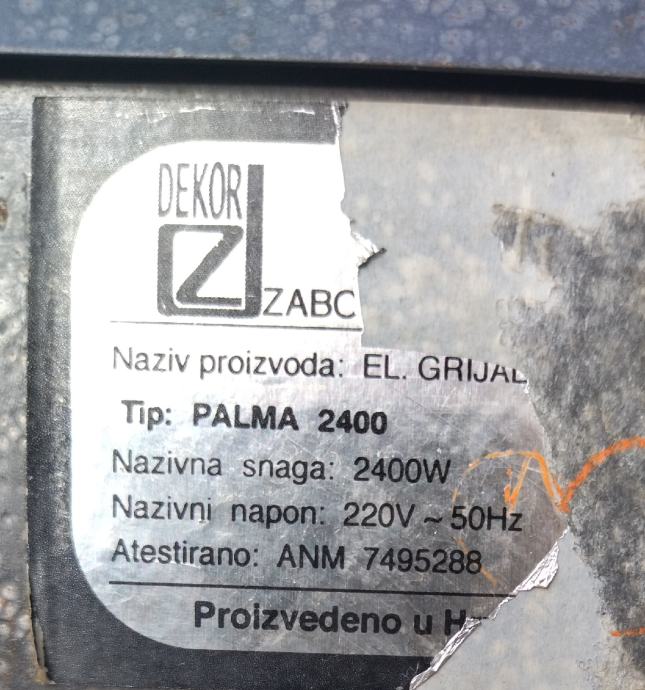 DEKOR
ZABC
Naziv proizvoda: EL. GRIJAL
Tip: PALMA 2400
Nazivna snaga: 2400W
Nazivni napon: 220V ~ 50Hz
Atestirano: ANM 7495288
Proizvedeno u H